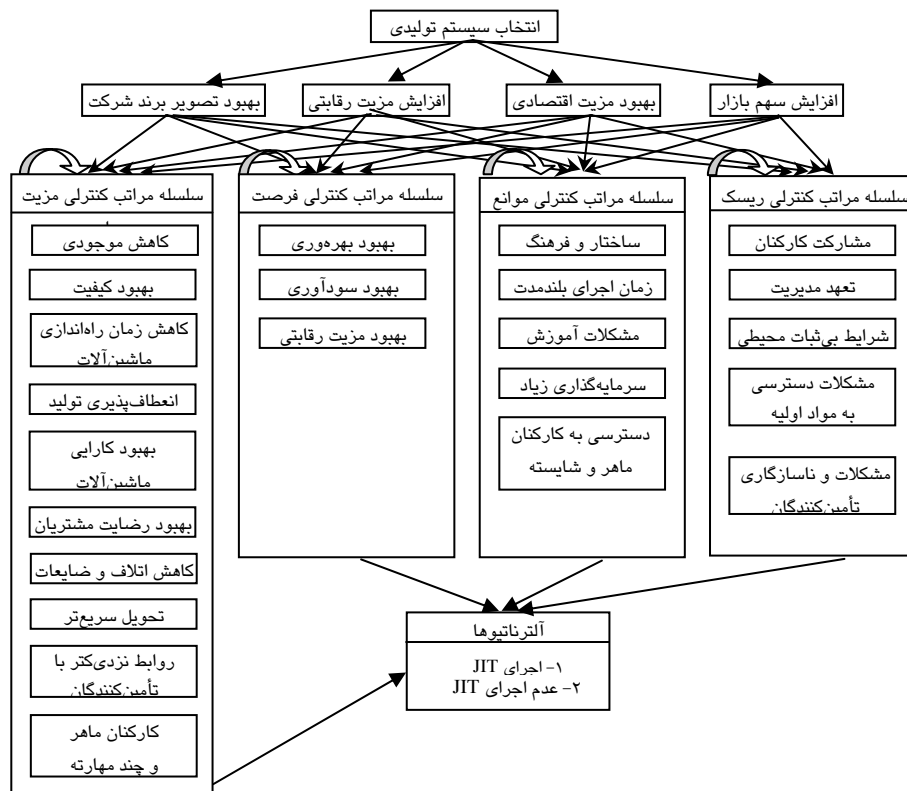 انتخاب سیستم تولیدی
افزایش سهم بازار
بهبود مزیت اقتصادی
افزایش مزیت رقابتی
بهبود تصویر برند شرکت
سلسله مراتب کنترلی ریسک
مشارکت کارکنان
تعهد مدیریت
شرایط بی‌ثبات محیطی
مشکلات دسترسی
به مواد اولیه
مشکلات و ناسازگاری
تأمین‌کنندگان
سلسله مراتب کنترلی موانع
ساختار و فرهنگ
زمان اجرای بلندمدت
مشکلات آموزش
سرمایه‌گذاری زیاد
دسترسی به کارکنان
ماهر و شایسته
سلسله مراتب کنترلی فرصت
بهبود بهره‌وری
بهبود سودآوری
بهبود مزیت رقابتی
سلسله مراتب کنترلی مزیت
کاهش موجودی
بهبود کیفیت
کاهش زمان راه‌اندازی
ماشین‌آلات
انعطاف‌پذیری تولید
بهبود کارایی
ماشین‌آلات
بهبود رضایت مشتریان
کاهش اتلاف و ضایعات
تحویل سریع‌تر
روابط نزدیکتر با
تأمین‌کنندگان
کارکنان ماهر
و چند مهارته
آلترناتیوها
۱- اجرای JIT
۲- عدم اجرای JIT